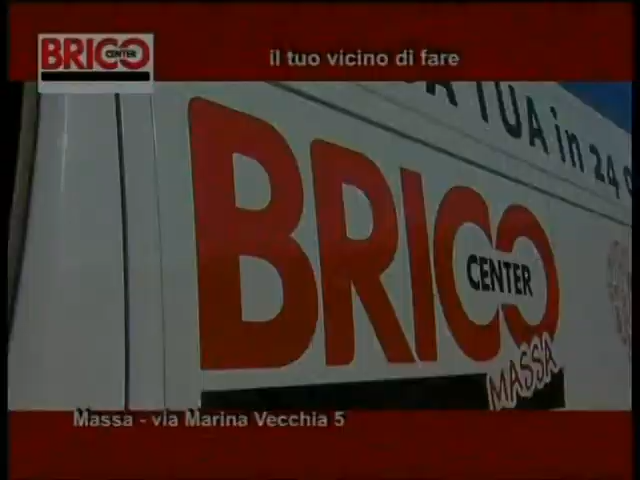 BRICO CENTER
il tuo vicino di fare
TUA in 24
BRICO
CENTER
MASSA
Massa - via Marina Vecchia 5